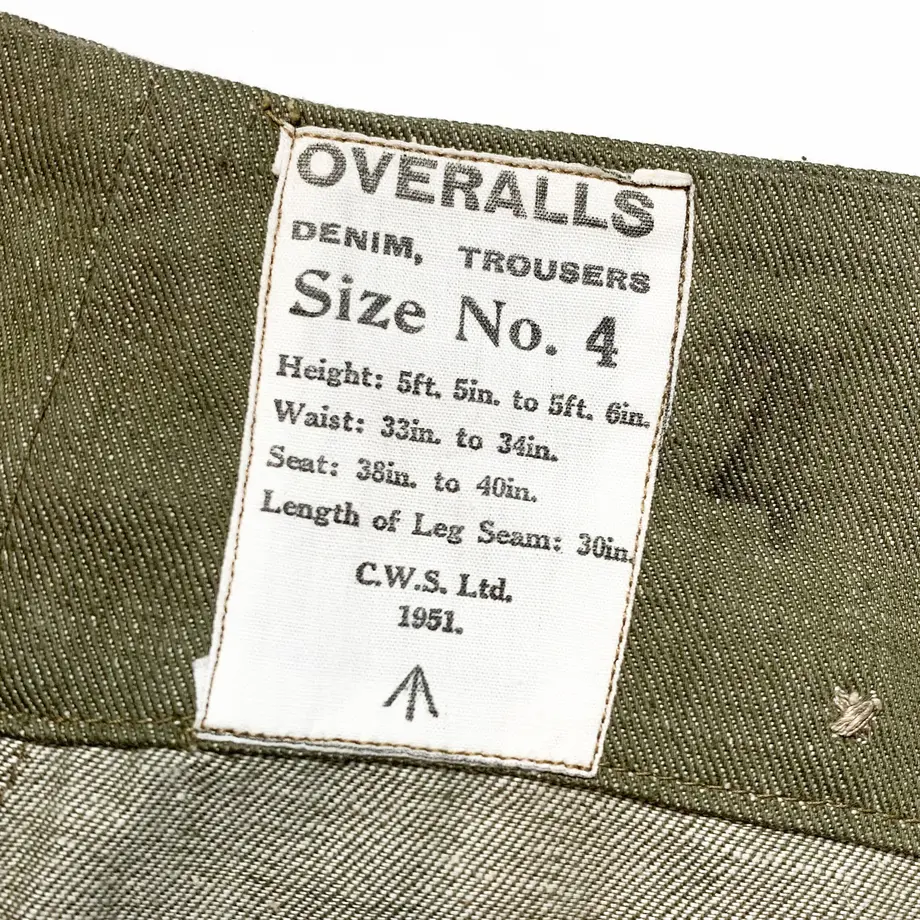 OVERALLS
DENIM, TROUSERS
Size No. 4
Height: 5ft. 5in. to 5ft. 6in.
Waist: 33in. to 34in.
Seat: 38in. to 40in.
Length of Leg Seam: 30in.
C.W.S. Ltd.
1951.